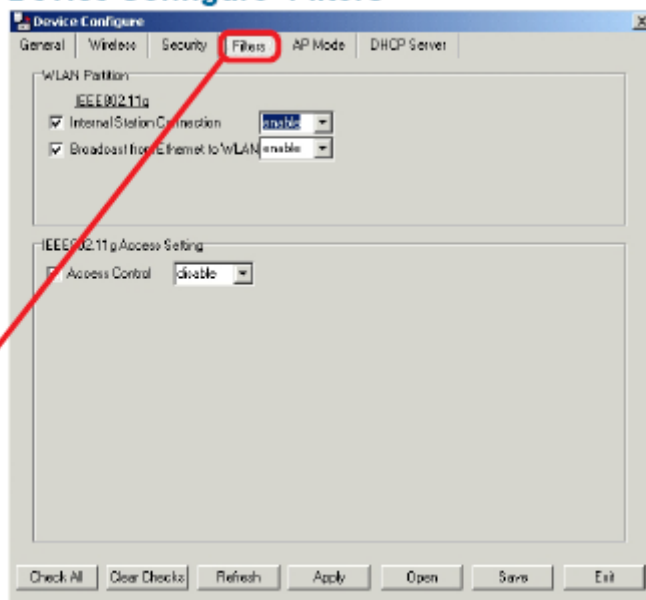 Device Configure
General Wireless Security Filters AP Mode DHCP Server
WLAN Partition
IEEE802.11g
Internal Station Connection enable
Broadcast from Ethernet to WLAN enable
IEEE802.11g Access Setting
Access Control disable
Check All Clear Checks Refresh Apply Open Save Exit